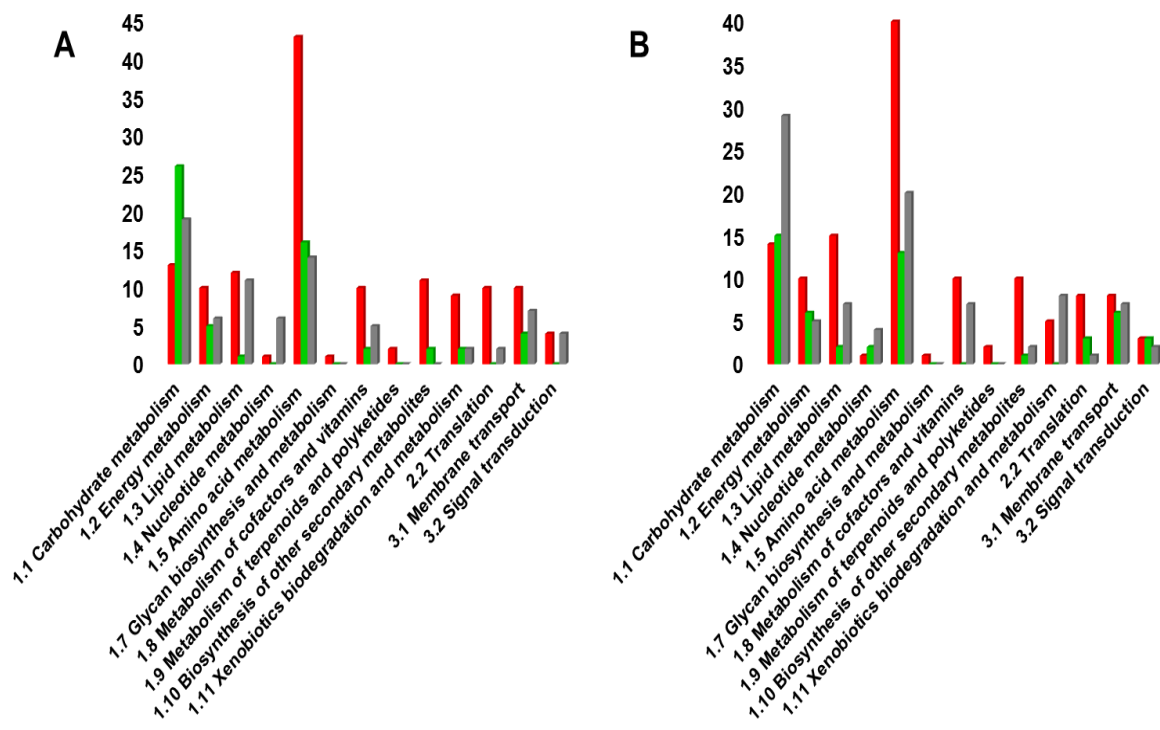 A
45
40
35
30
25
20
15
10
5
0
1.1 Carbohydrate metabolism
1.2 Energy metabolism
1.3 Lipid metabolism
1.4 Nucleotide metabolism
1.5 Amino acid metabolism
1.7 Glycan biosynthesis and metabolism
1.8 Metabolism of cofactors and vitamins
1.9 Metabolism of terpenoids and polyketides
1.10 Biosynthesis of other secondary metabolites
1.11 Xenobiotics biodegradation and metabolism
2.2 Translation
3.1 Membrane transport
3.2 Signal transduction
B
40
35
30
25
20
15
10
5
0
1.1 Carbohydrate metabolism
1.2 Energy metabolism
1.3 Lipid metabolism
1.4 Nucleotide metabolism
1.5 Amino acid metabolism
1.7 Glycan biosynthesis and metabolism
1.8 Metabolism of cofactors and vitamins
1.9 Metabolism of terpenoids and polyketides
1.10 Biosynthesis of other secondary metabolites
1.11 Xenobiotics biodegradation and metabolism
2.2 Translation
3.1 Membrane transport
3.2 Signal transduction